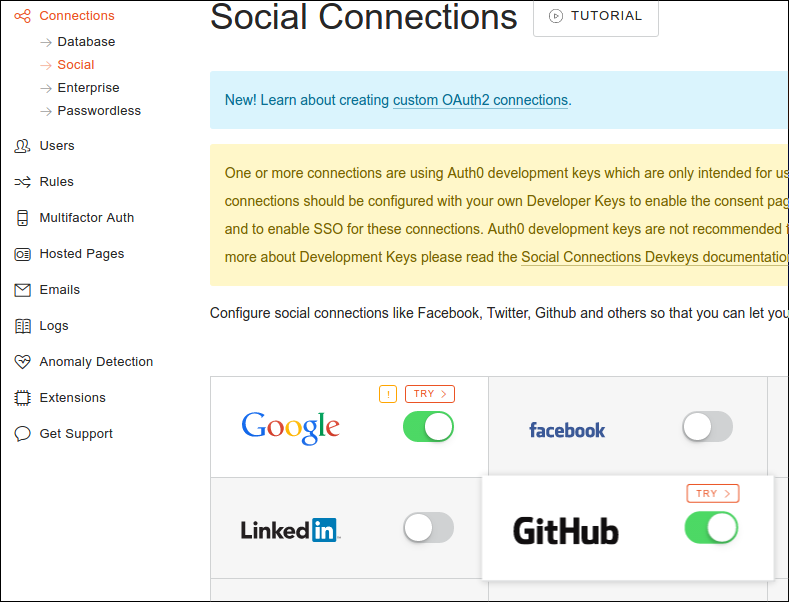 Connections
Database
Social
Enterprise
Passwordless
Users
Rules
Multifactor Auth
Hosted Pages
Emails
Logs
Anomaly Detection
Extensions
Get Support
Social Connections
TUTORIAL
New! Learn about creating custom OAuth2 connections.
One or more connections are using Auth0 development keys which are only intended for
connections should be configured with your own Developer Keys to enable the consent
and to enable SSO for these connections. Auth0 development keys are not recommended
more about Development Keys please read the Social Connections Devkeys
Configure social connections like Facebook, Twitter, Github and others so that you can let
! TRY
Google
facebook
LinkedIn
TRY
GitHub